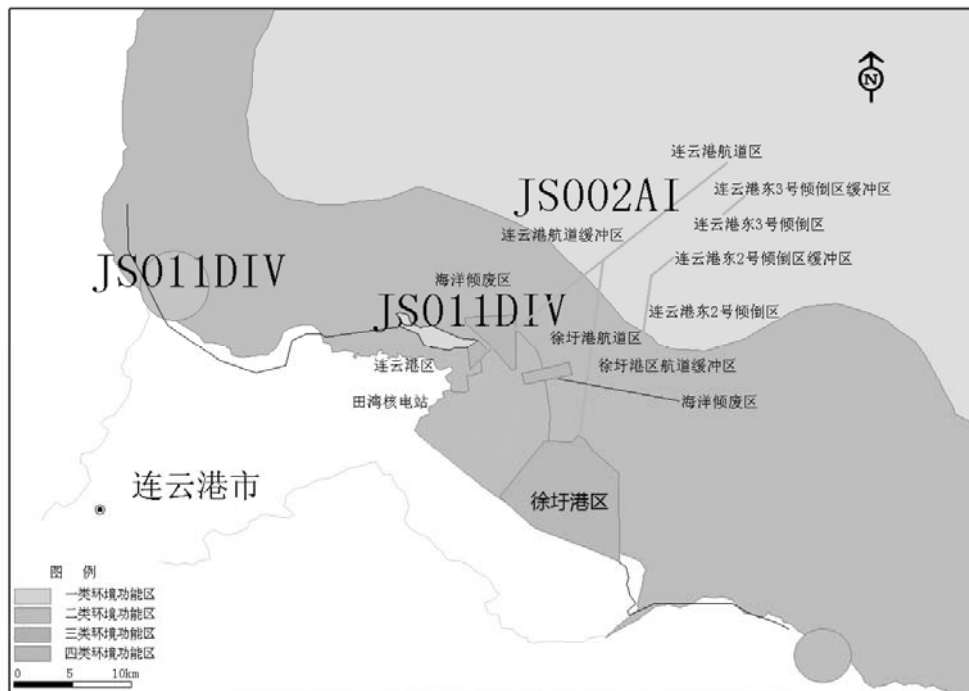 N
连云港航道区
JS002AI
连云港东3号倾倒区缓冲区
连云港东3号倾倒区
连云港航道缓冲区
连云港东2号倾倒区缓冲区
JS011DIV
海洋倾废区
JS011DIV
连云港东2号倾倒区
徐圩港航道区
连云港区
徐圩港区航道缓冲区
田湾核电站
海洋倾废区
连云港市
徐圩港区
图 例
一类环境功能区
二类环境功能区
三类环境功能区
四类环境功能区
0 5 10km